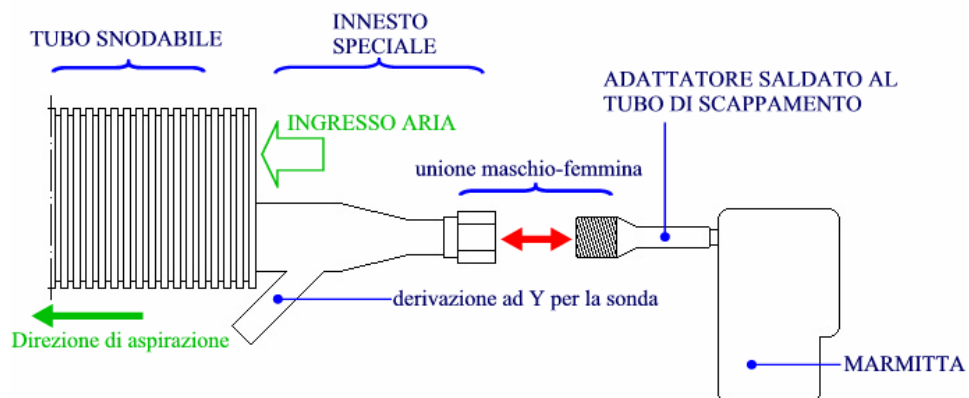 TUBO SNODABILE
INNESTO
SPECIALE
ADATTATORE SALDATO AL
TUBO DI SCAPPAMENTO
INGRESSO ARIA
unione maschio-femmina
derivazione ad Y per la sonda
Direzione di aspirazione
MARMITTA